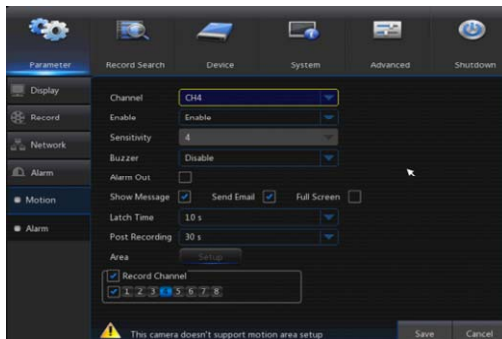 Parameter Record Search Device System Advanced Shutdown
Display
Record
Network
Alarm
Motion
Alarm
Channel CH4
Enable Enable
Sensitivity 4
Buzzer Disable
Alarm Out
Show Message Send Email Full Screen
Latch Time 10 s
Post Recording 30 s
Area Setup
Record Channel
1 2 3 4 5 6 7 8
This camera doesn't support motion area setup Save Cancel